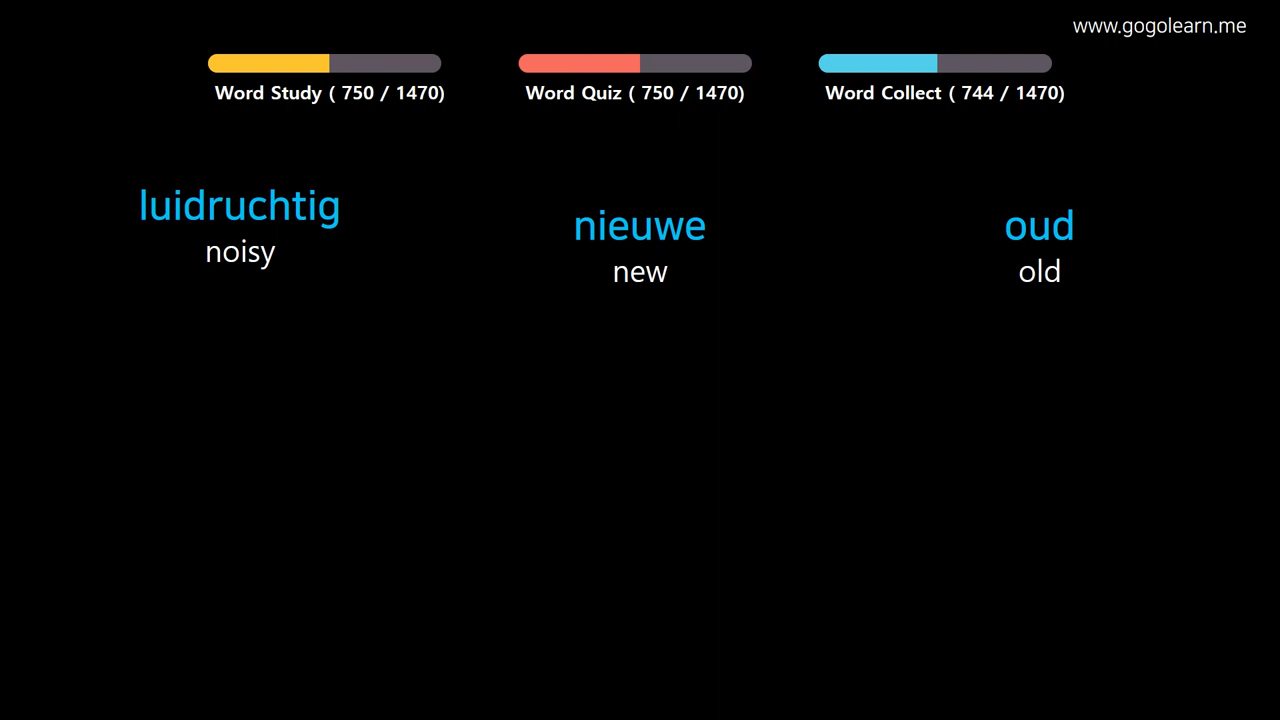 www.gogolearn.me
Word Study ( 750 / 1470)
Word Quiz ( 750 / 1470)
Word Collect ( 744 / 1470)
luidruchtig
noisy
nieuwe
new
oud
old